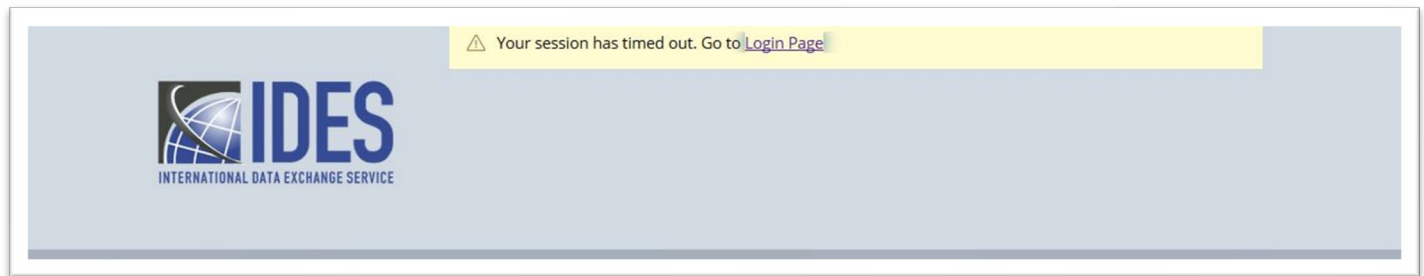 Your session has timed out. Go to Login Page
IDES
INTERNATIONAL DATA EXCHANGE SERVICE